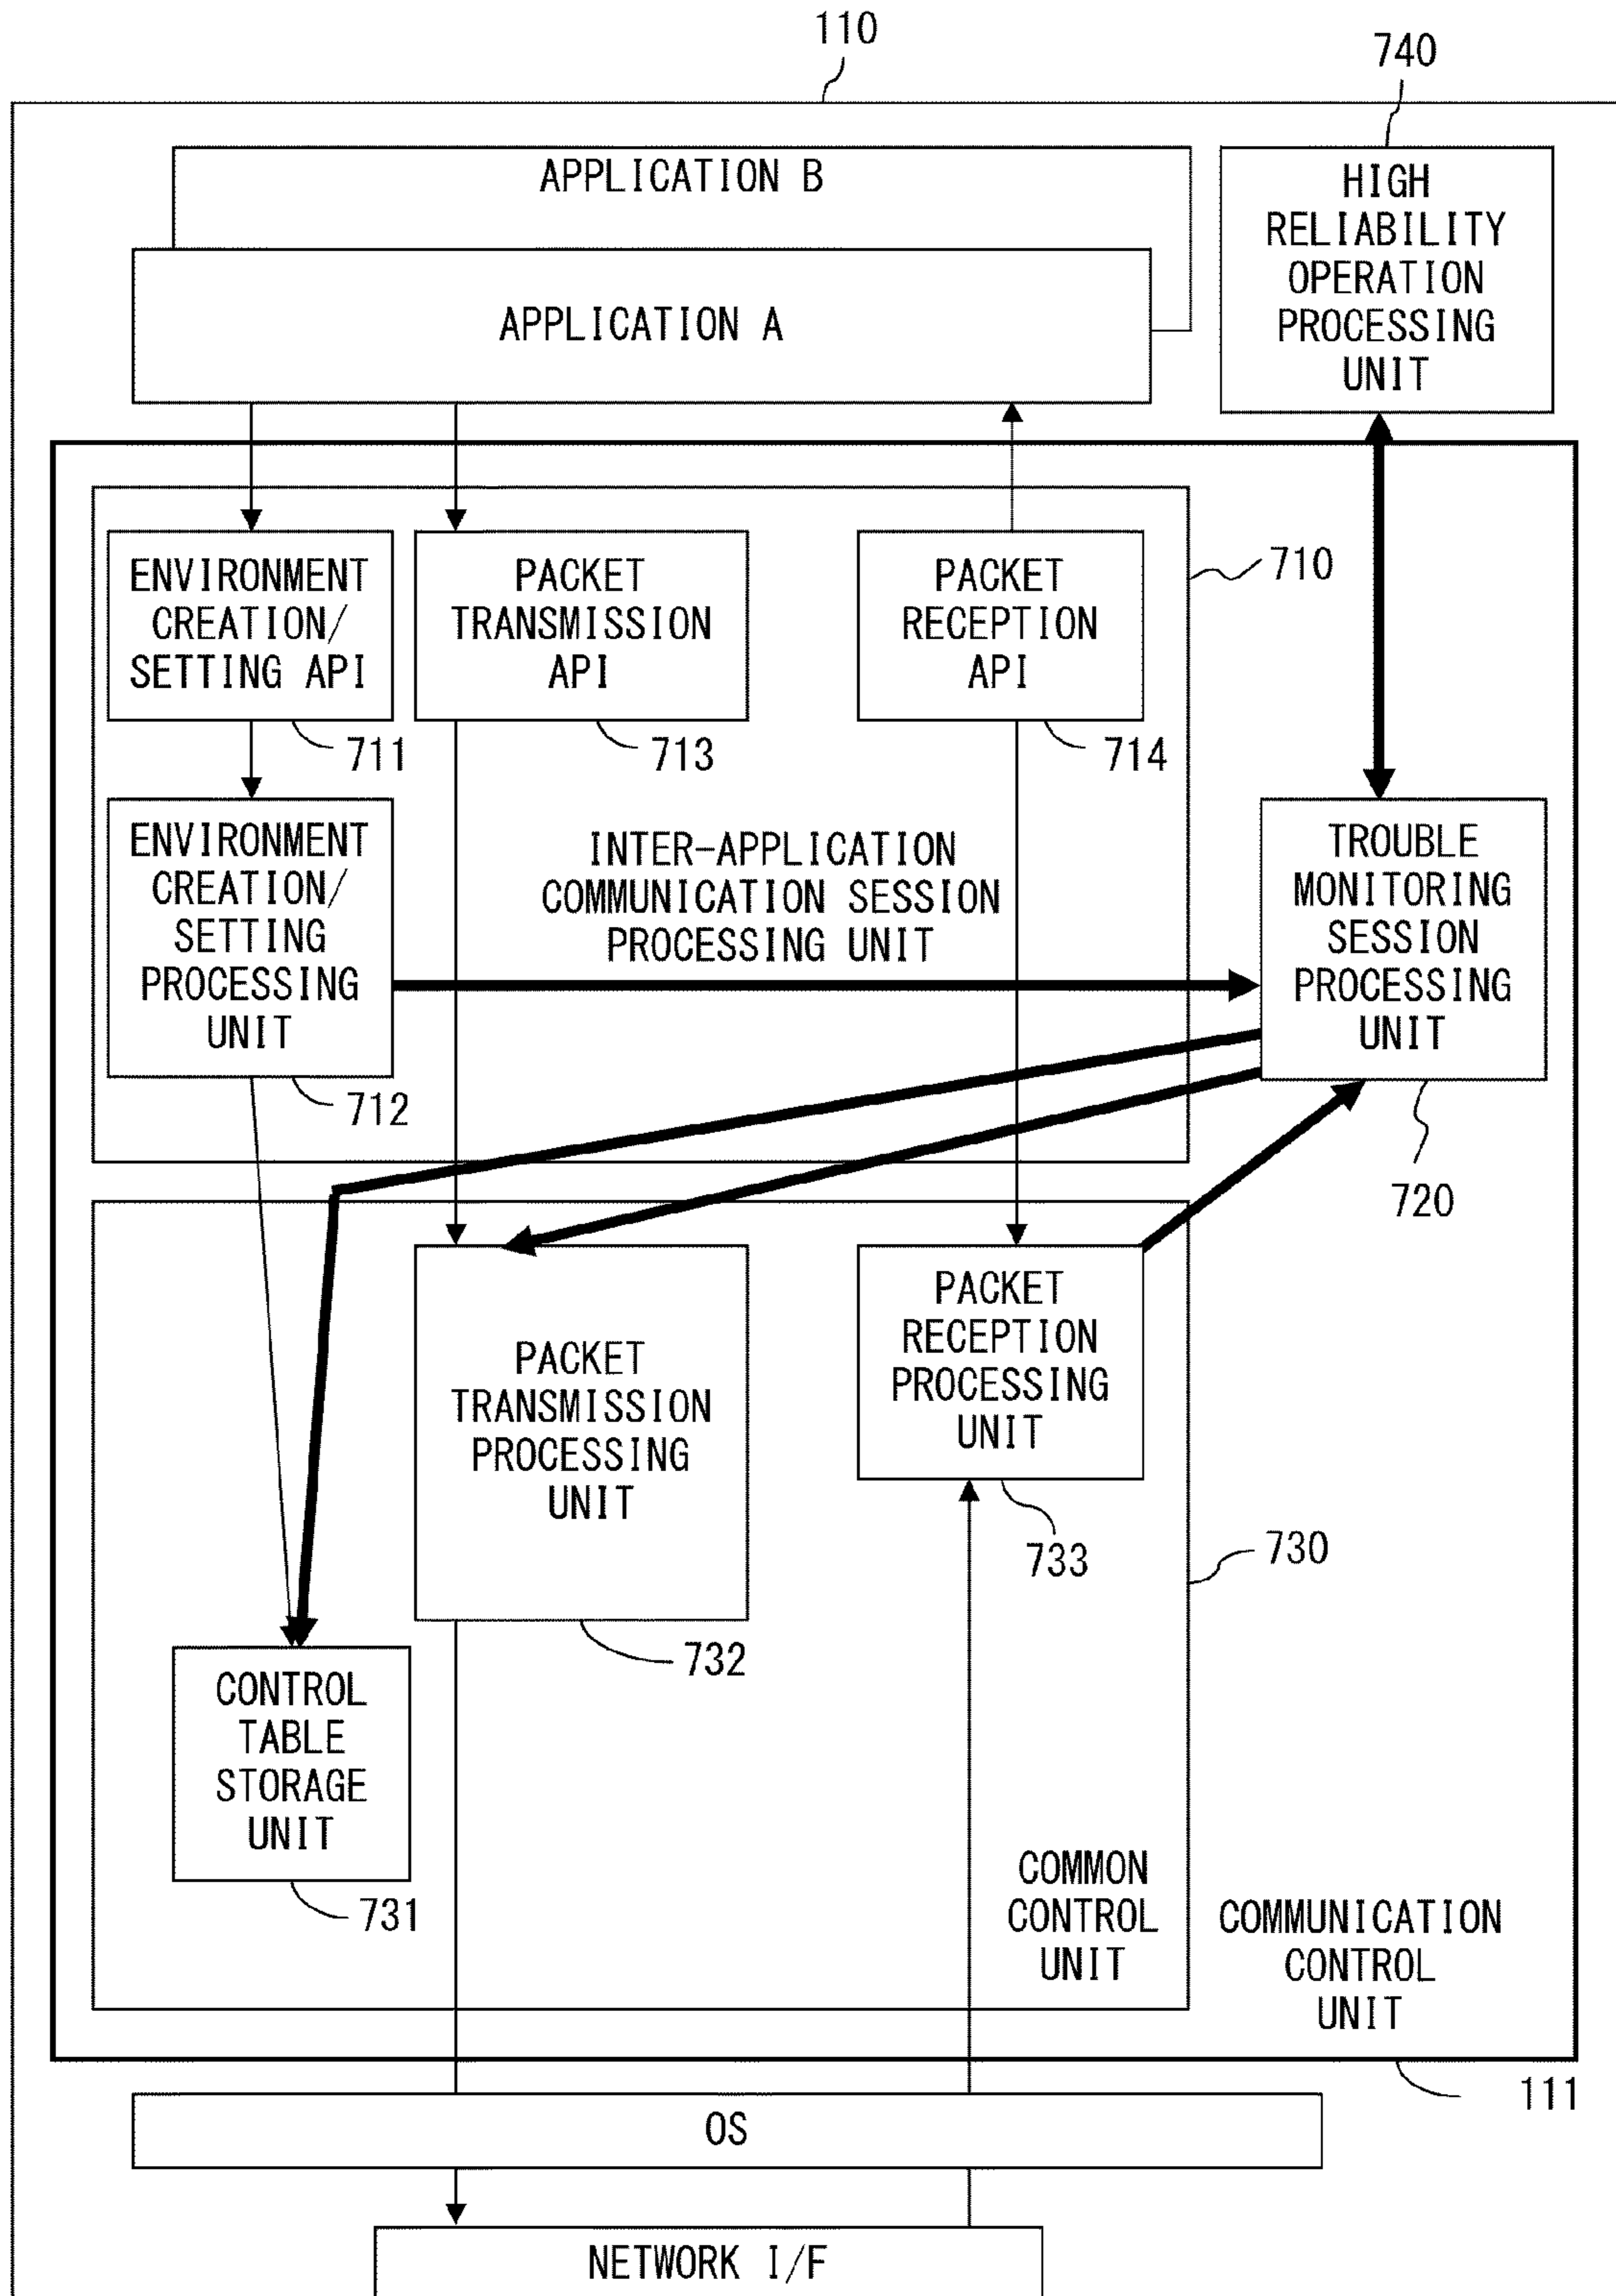 110
740
APPLICATION B
HIGH
RELIABILITY
OPERATION
PROCESSING
UNIT
APPLICATION A
ENVIRONMENT
CREATION/
SETTING API
PACKET
TRANSMISSION
API
PACKET
RECEPTION
API
710
711
713
714
ENVIRONMENT
CREATION/
SETTING
PROCESSING
UNIT
INTER-APPLICATION
COMMUNICATION SESSION
PROCESSING UNIT
TROUBLE
MONITORING
SESSION
PROCESSING
UNIT
712
720
PACKET
TRANSMISSION
PROCESSING
UNIT
PACKET
RECEPTION
PROCESSING
UNIT
733
730
732
CONTROL
TABLE
STORAGE
UNIT
731
COMMON
CONTROL
UNIT
COMMUNICATION
CONTROL
UNIT
111
OS
NETWORK I/F